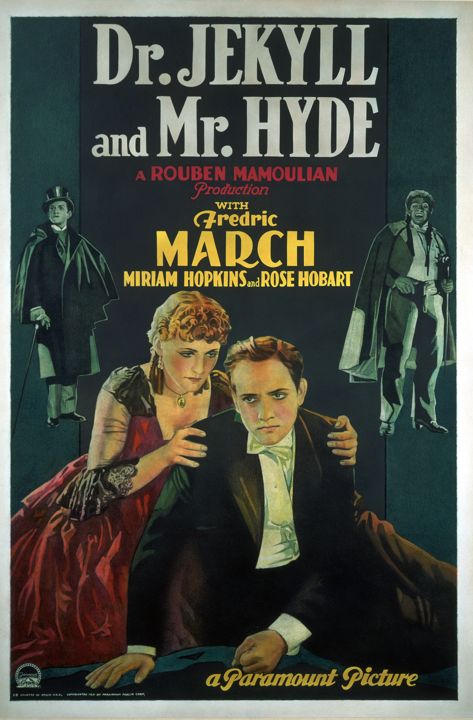 Dr. JEKYLL
and Mr. HYDE
A ROUBEN MAMOULIAN
Production
WITH
Fredric
MARCH
MIRIAM HOPKINS and ROSE HOBART
a Paramount Picture